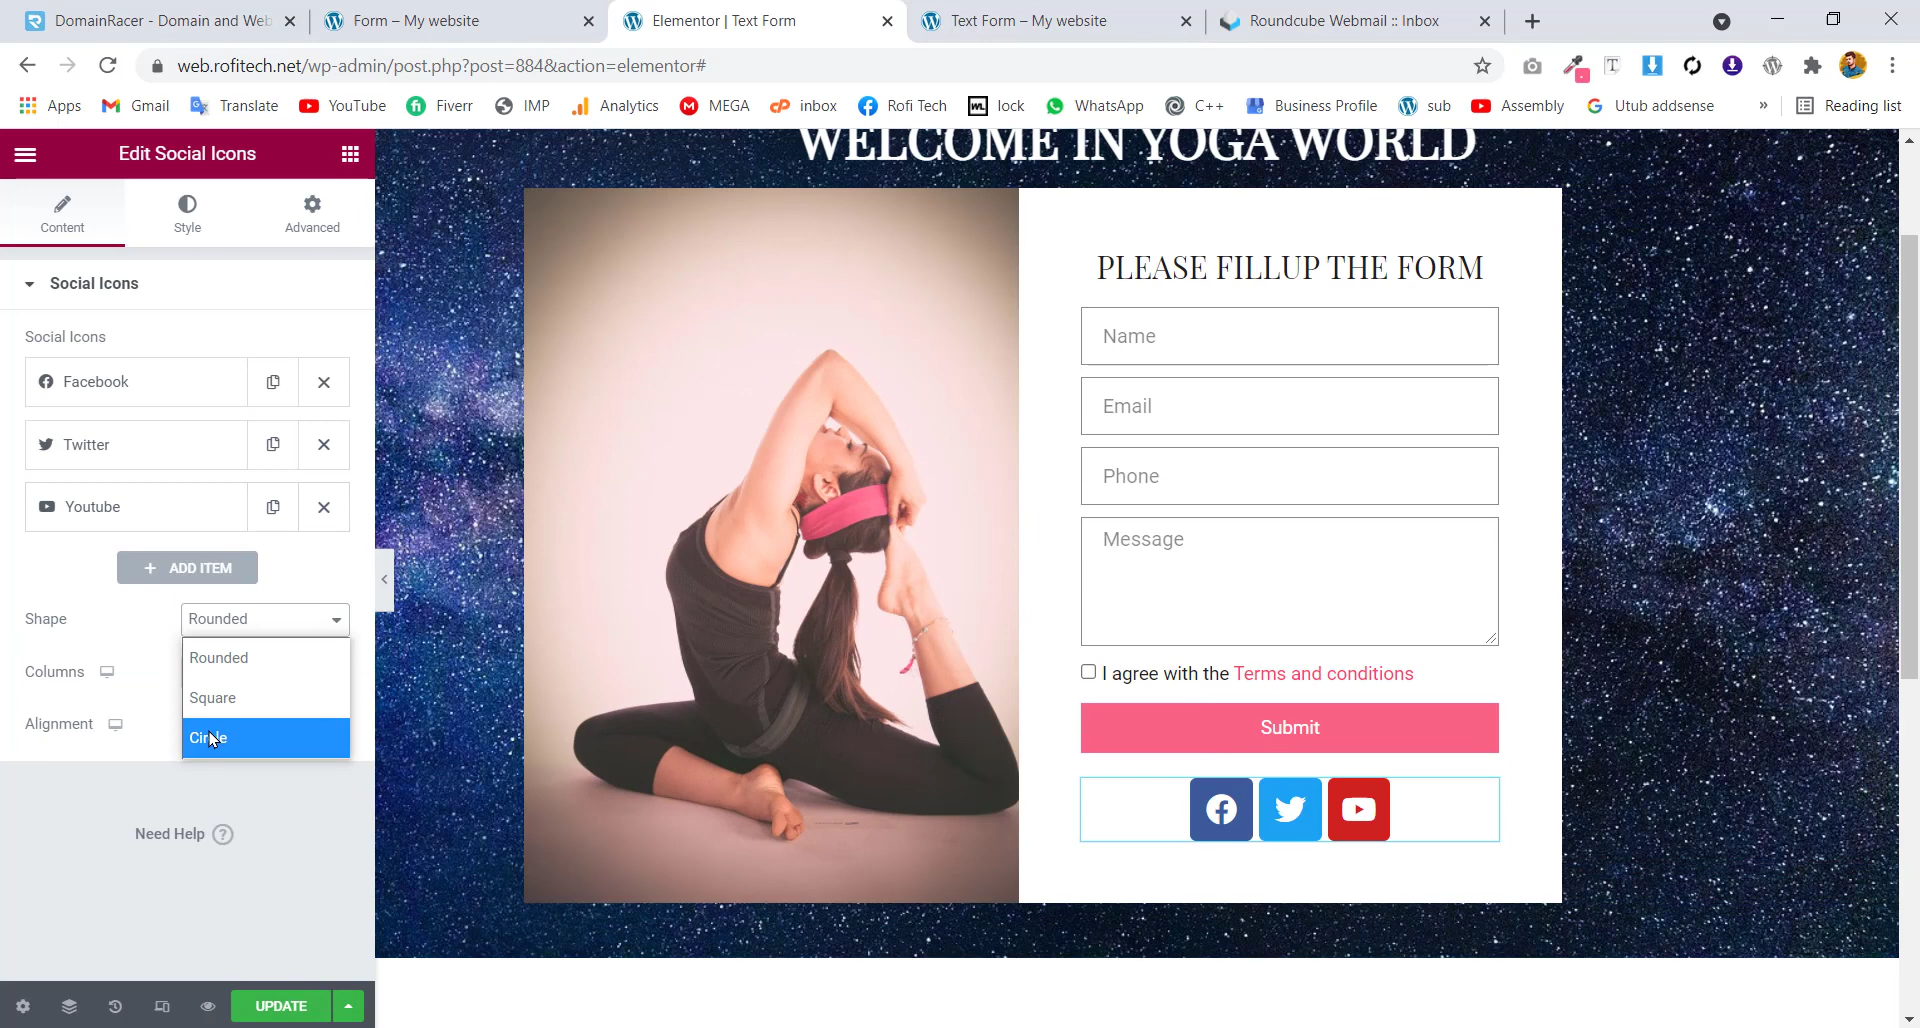 DomainRacer - Domain and Web
Form – My website
Elementor | Text Form
Text Form – My website
Roundcube Webmail :: Inbox
web.rofitech.net/wp-admin/post.php?post=884&action=elementor#
Apps
Gmail
Translate
YouTube
Fiverr
IMP
Analytics
MEGA
inbox
Rofi Tech
lock
WhatsApp
C++
Business Profile
sub
Assembly
Utub addsense
»
Reading list
Edit Social Icons
Content
Style
Advanced
Social Icons
Social Icons
Facebook
Twitter
Youtube
+ ADD ITEM
Shape
Rounded
Rounded
Square
Circle
Columns
Alignment
Need Help ?
UPDATE
WELCOME IN YOGA WORLD
PLEASE FILLUP THE FORM
Name
Email
Phone
Message
I agree with the Terms and conditions
Submit